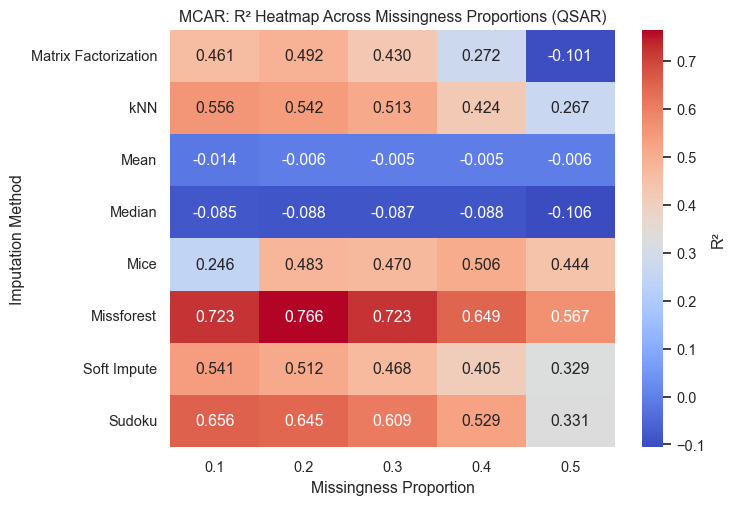 MCAR: R² Heatmap Across Missingness Proportions (QSAR)
Imputation Method
Matrix Factorization 0.461 0.492 0.430 0.272 -0.101
kNN 0.556 0.542 0.513 0.424 0.267
Mean -0.014 -0.006 -0.005 -0.005 -0.006
Median -0.085 -0.088 -0.087 -0.088 -0.106
Mice 0.246 0.483 0.470 0.506 0.444
Missforest 0.723 0.766 0.723 0.649 0.567
Soft Impute 0.541 0.512 0.468 0.405 0.329
Sudoku 0.656 0.645 0.609 0.529 0.331
0.1 0.2 0.3 0.4 0.5
Missingness Proportion
0.7
0.6
0.5
0.4
0.3
0.2
0.1
0.0
−0.1
R²